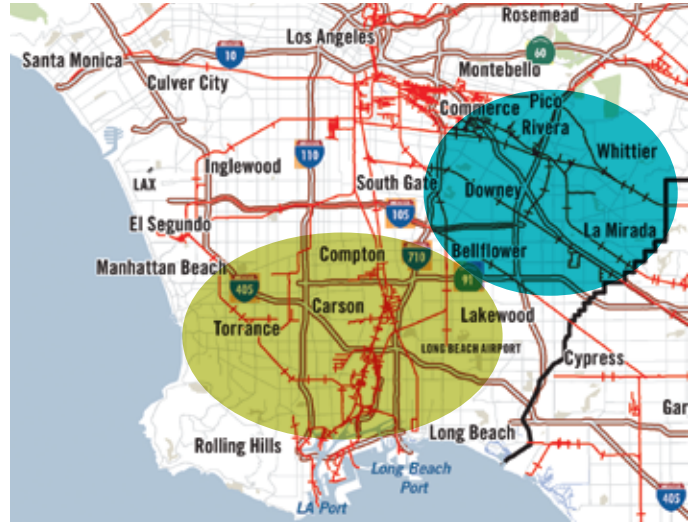 Rosemead
Los Angeles
Santa Monica
10
60
Montebello
Culver City
Commerce
Pico
Rivera
Whittier
110
Inglewood
LAX
South Gate
Downey
105
El Segundo
La Mirada
Compton
710
Bellflower
Manhattan Beach
91
405
Carson
Lakewood
Torrance
LONG BEACH AIRPORT
Cypress
Gar
Long Beach
Rolling Hills
Long Beach
Port
LA Port
405